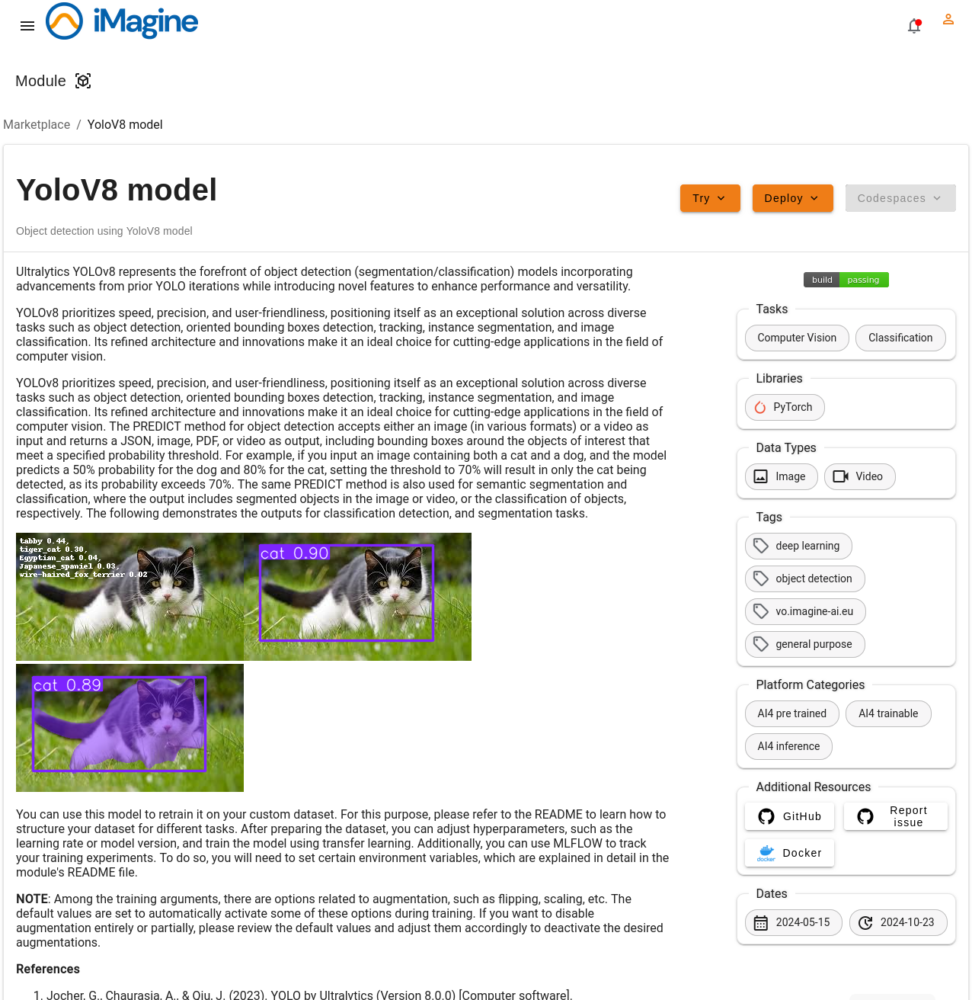 iMagine
Module
Marketplace / YoloV8 model
YoloV8 model
Try
Deploy
Codespaces
Object detection using YoloV8 model
Ultralytics YOLOv8 represents the forefront of object detection (segmentation/classification) models incorporating
advancements from prior YOLO iterations while introducing novel features to enhance performance and versatility.
YOLOv8 prioritizes speed, precision, and user-friendliness, positioning itself as an exceptional solution across diverse
tasks such as object detection, oriented bounding boxes detection, tracking, instance segmentation, and image
classification. Its refined architecture and innovations make it an ideal choice for cutting-edge applications in the field of
computer vision.
YOLOv8 prioritizes speed, precision, and user-friendliness, positioning itself as an exceptional solution across diverse
tasks such as object detection, oriented bounding boxes detection, tracking, instance segmentation, and image
classification. Its refined architecture and innovations make it an ideal choice for cutting-edge applications in the field of
computer vision. The PREDICT method for object detection accepts either an image (in various formats) or a video as
input and returns a JSON, image, PDF, or video as output, including bounding boxes around the objects of interest that
meet a specified probability threshold. For example, if you input an image containing both a cat and a dog, and the model
predicts a 50% probability for the dog and 80% for the cat, setting the threshold to 70% will result in only the cat being
detected, as its probability exceeds 70%. The same PREDICT method is also used for semantic segmentation and
classification, where the output includes segmented objects in the image or video, or the classification of objects,
respectively. The following demonstrates the outputs for classification detection, and segmentation tasks.
tabby 0.44,
tiger_cat 0.30,
Egyptian_cat 0.04,
Japanese_spaniel 0.03,
wire-haired_fox_terrier 0.02
cat 0.90
cat 0.89
You can use this model to retrain it on your custom dataset. For this purpose, please refer to the README to learn how to
structure your dataset for different tasks. After preparing the dataset, you can adjust hyperparameters, such as the
learning rate or model version, and train the model using transfer learning. Additionally, you can use MLFLOW to track
your training experiments. To do so, you will need to set certain environment variables, which are explained in detail in the
module's README file.
NOTE: Among the training arguments, there are options related to augmentation, such as flipping, scaling, etc. The
default values are set to automatically activate some of these options during training. If you want to disable
augmentation entirely or partially, please review the default values and adjust them accordingly to deactivate the desired
augmentations.
References
1. Jocher, G., Chaurasia, A., & Qiu, J. (2023). YOLO by Ultralytics (Version 8.0.0) [Computer software].
build passing
Tasks
Computer Vision
Classification
Libraries
PyTorch
Data Types
Image
Video
Tags
deep learning
object detection
vo.imagine-ai.eu
general purpose
Platform Categories
AI4 pre trained
AI4 trainable
AI4 inference
Additional Resources
GitHub
Report
issue
docker
Docker
Dates
2024-05-15
2024-10-23